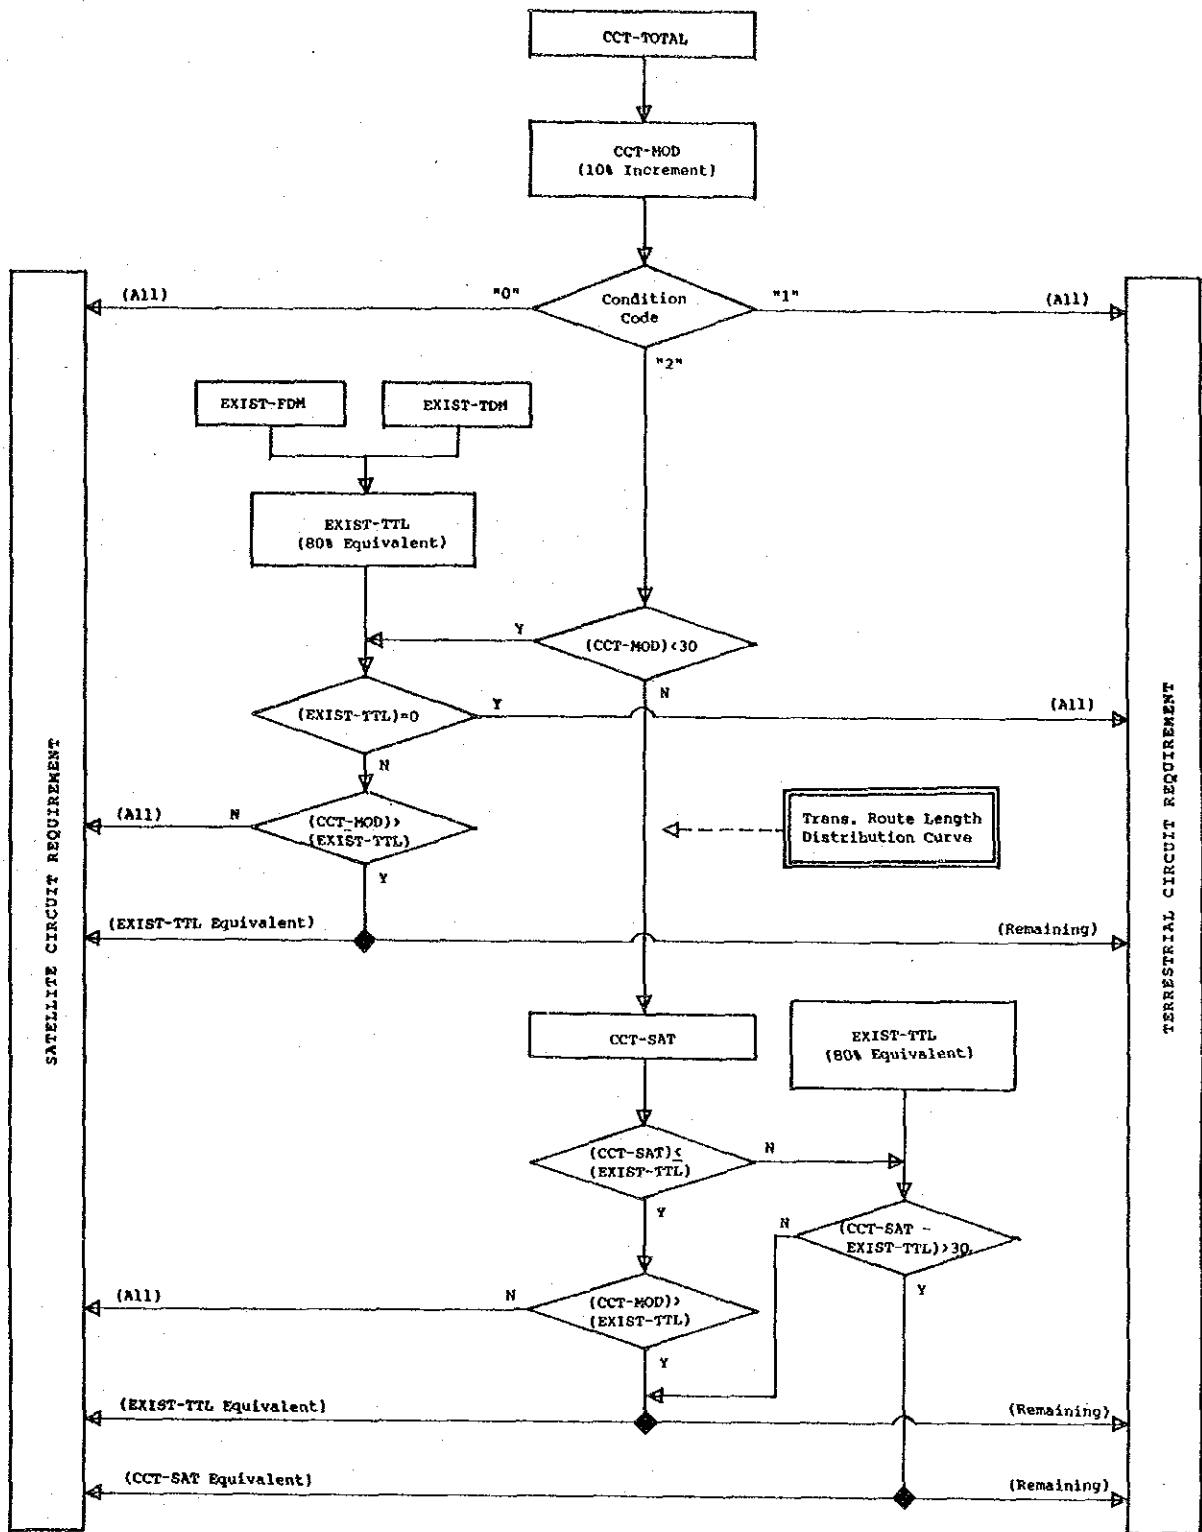 CCT-TOTAL
CCT-MOD
(10% Increment)
(All)
"0"
Condition
Code
"1"
(All)
"2"
EXIST-FDM
EXIST-TDM
EXIST-TTL
(80% Equivalent)
Y
(CCT-MOD)<30
N
(EXIST-TTL)=0
Y
(All)
N
(All)
N
(CCT-MOD)>
(EXIST-TTL)
Y
Trans. Route Length
Distribution Curve
SATELLITE CIRCUIT REQUIREMENT
TERRESTRIAL CIRCUIT REQUIREMENT
(EXIST-TTL Equivalent)
(Remaining)
CCT-SAT
EXIST-TTL
(80% Equivalent)
(CCT-SAT)≤
(EXIST-TTL)
N
Y
N
(CCT-SAT -
EXIST-TTL)>30
Y
(All)
N
(CCT-MOD)>
(EXIST-TTL)
Y
(EXIST-TTL Equivalent)
(Remaining)
(CCT-SAT Equivalent)
(Remaining)